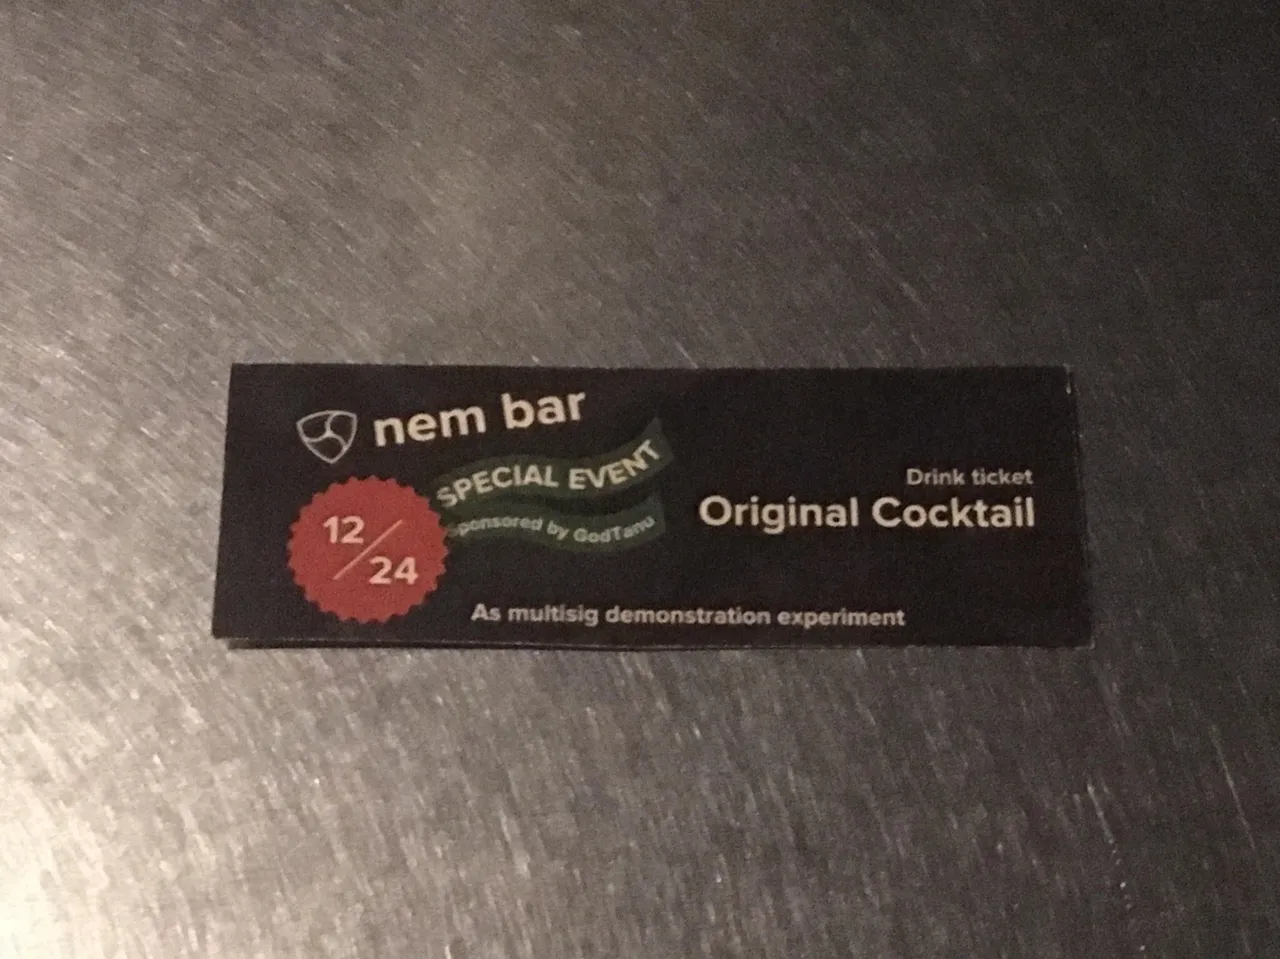 nem bar
SPECIAL EVENT
sponsored by GodTanu
12/24
Drink ticket
Original Cocktail
As multisig demonstration experiment